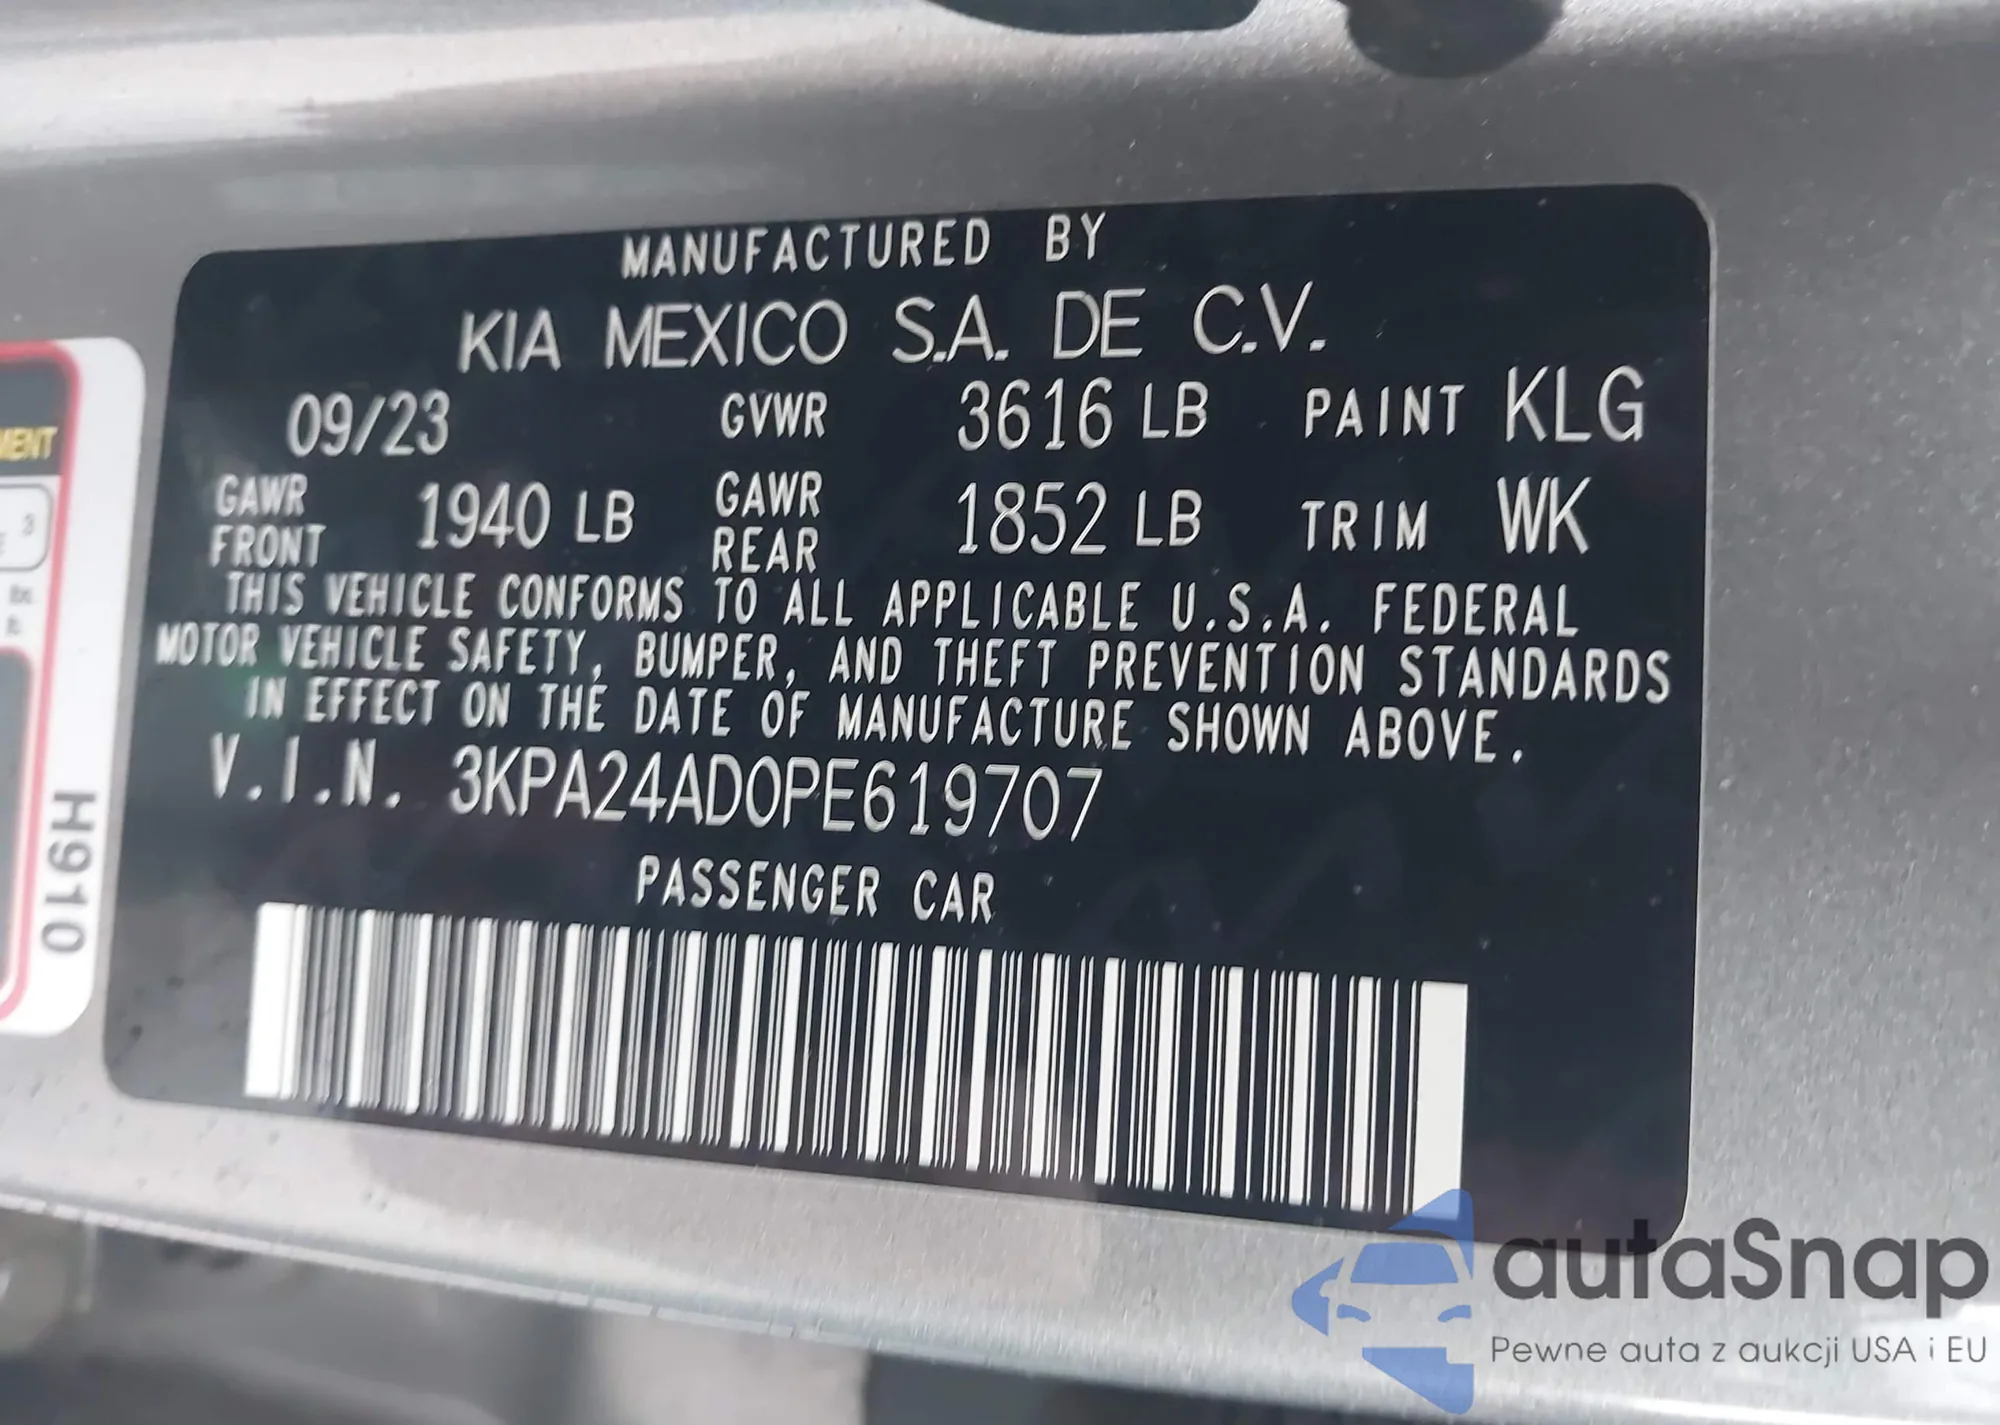 MANUFACTURED BY
KIA MEXICO S.A. DE C.V.
09/23 GVWR 3616 LB PAINT KLG
GAWR FRONT 1940 LB GAWR REAR 1852 LB TRIM WK
THIS VEHICLE CONFORMS TO ALL APPLICABLE U.S.A. FEDERAL
MOTOR VEHICLE SAFETY, BUMPER, AND THEFT PREVENTION STANDARDS
IN EFFECT ON THE DATE OF MANUFACTURE SHOWN ABOVE.
V.I.N. 3KPA24AD0PE619707
PASSENGER CAR
H910
3
lbs
autaSnap
Pewne auta z aukcji USA i EU